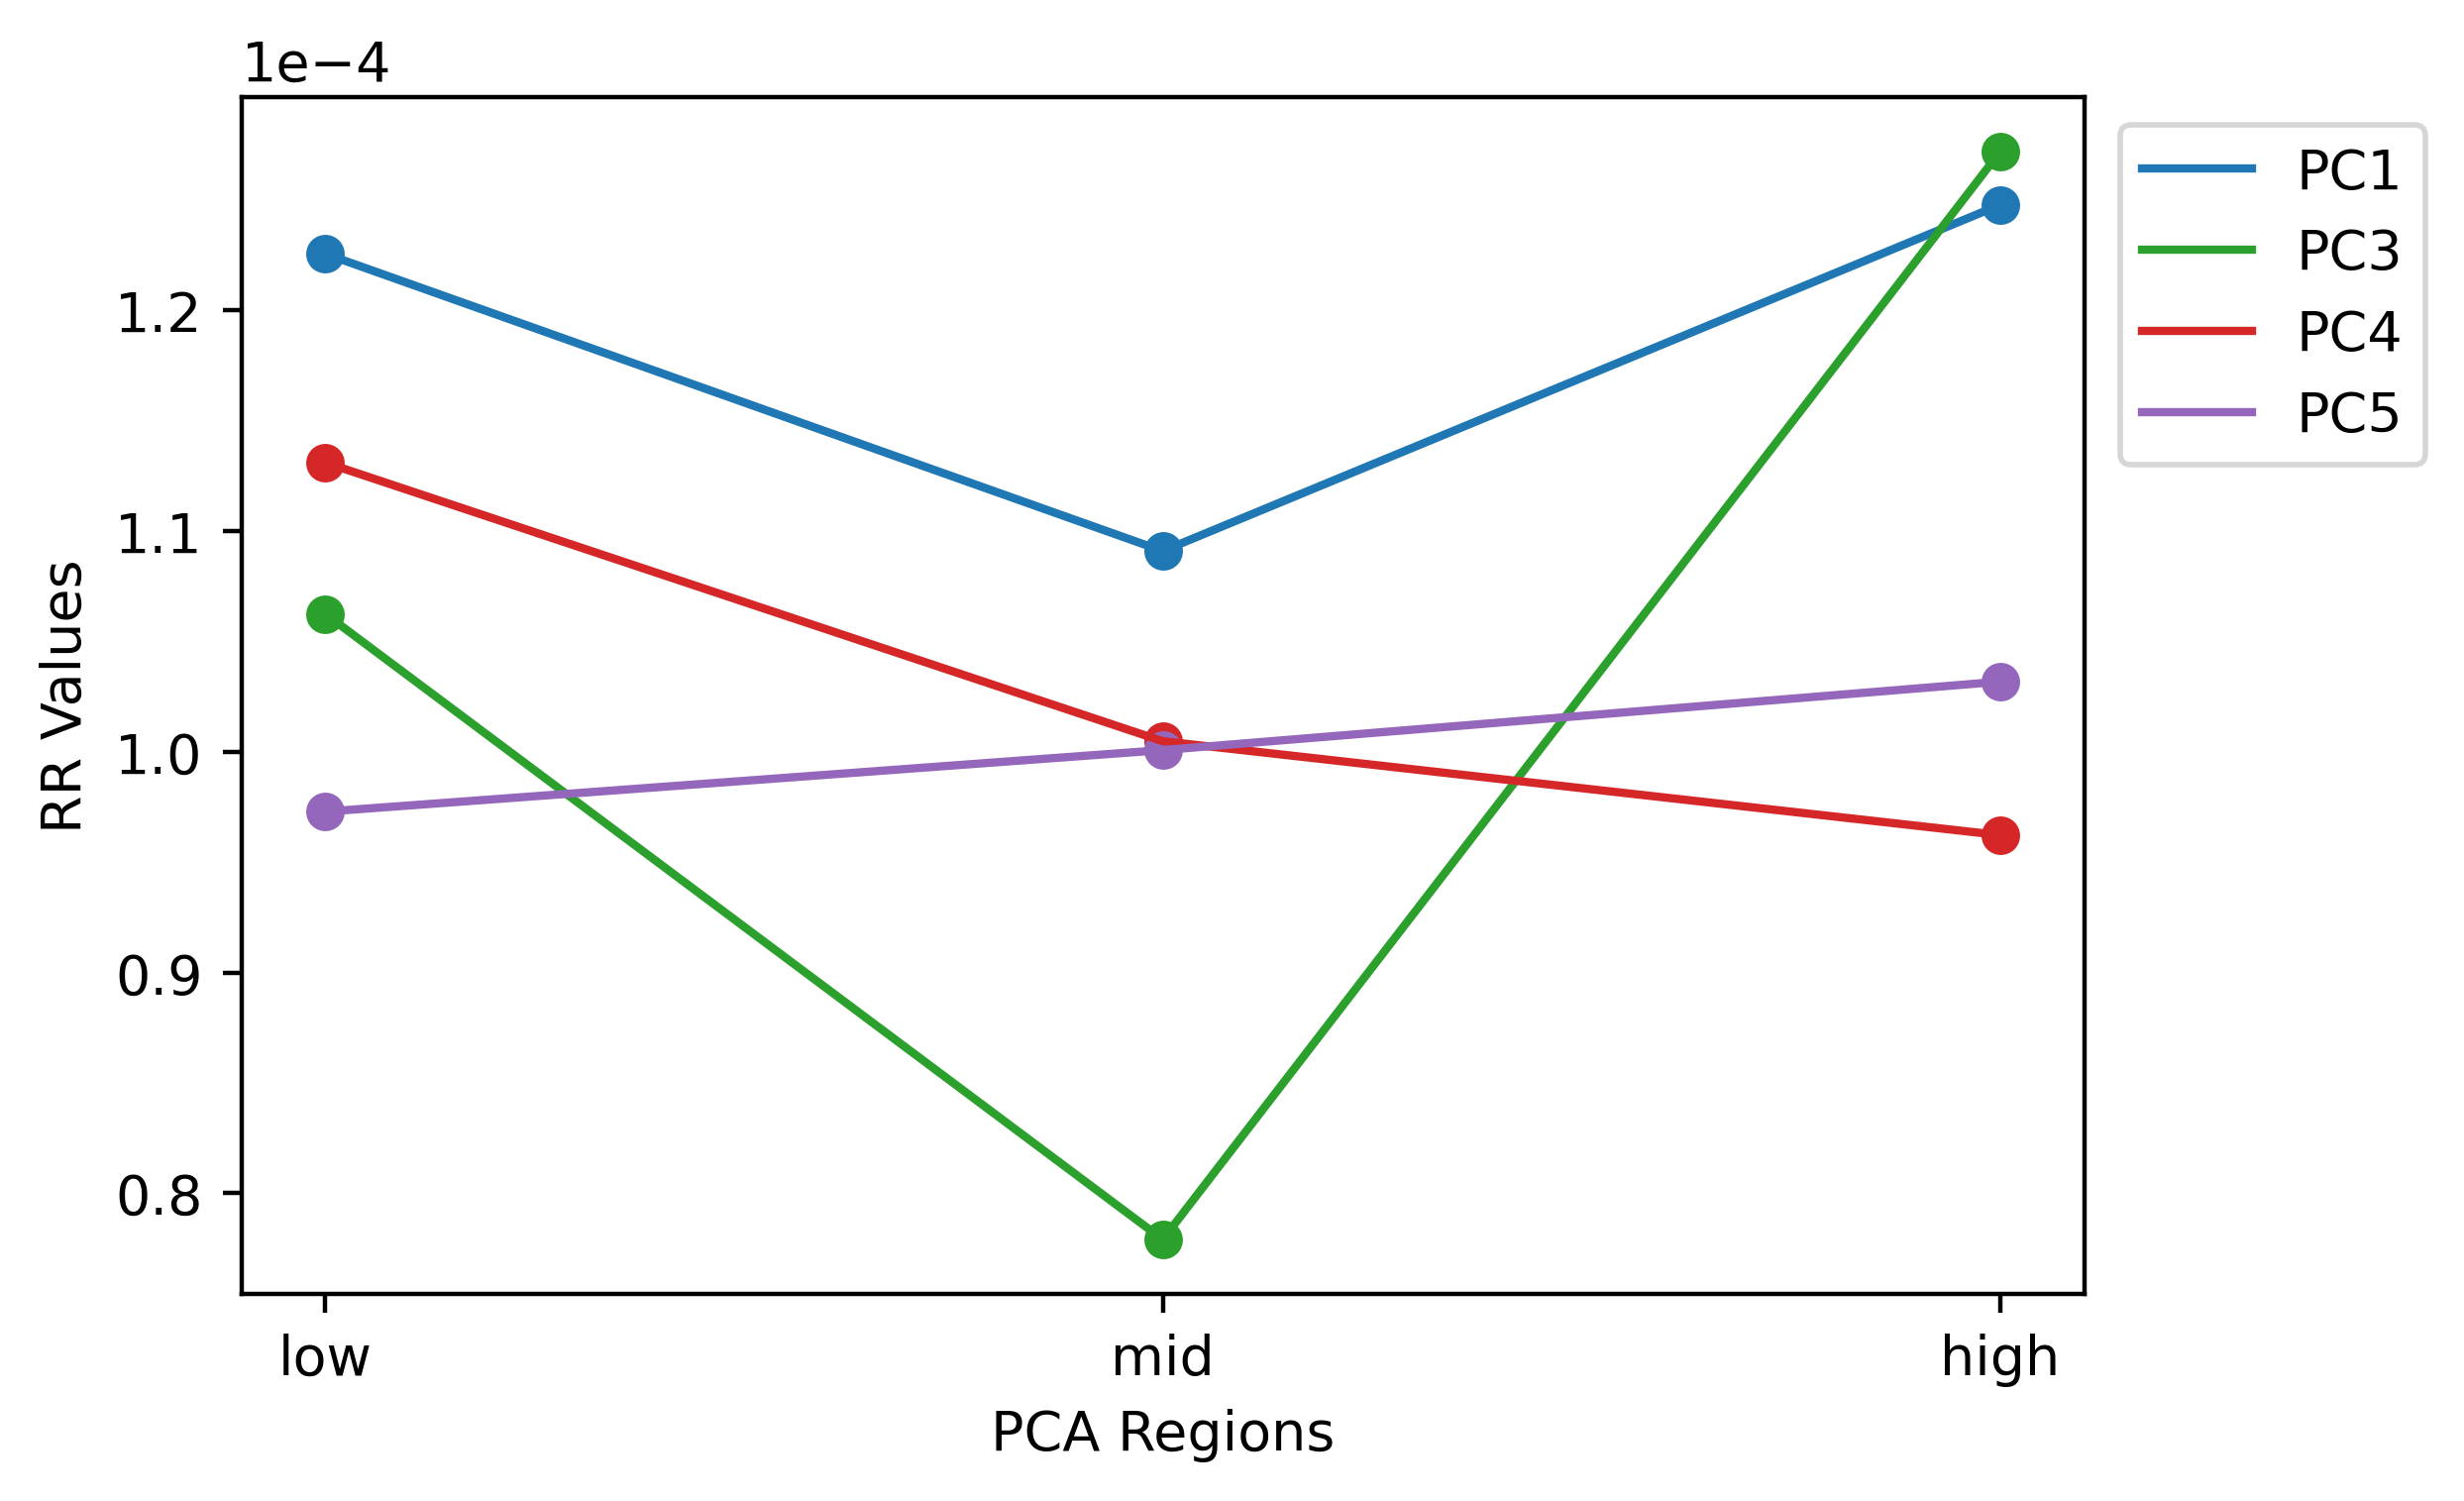 1e−4
1.2
1.1
1.0
0.9
0.8
RR Values
low
mid
high
PCA Regions
PC1
PC3
PC4
PC5